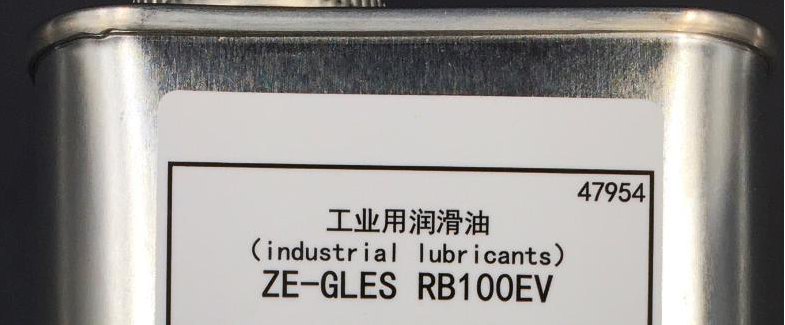 47954
工业用润滑油
(industrial lubricants)
ZE-GLES RB100EV